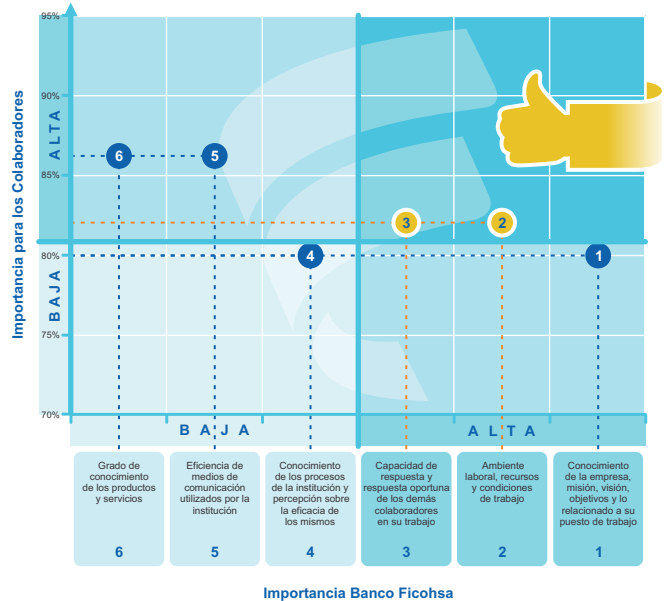 95%
90%
85%
80%
75%
70%
Importancia para los Colaboradores
ALTA
BAJA
6
5
4
3
2
1
BAJA
ALTA
Grado de
conocimiento
de los productos
y servicios
6
Eficiencia de
medios de
comunicación
utilizados por la
institución
5
Conocimiento
de los procesos
de la institución y
percepción sobre
la eficacia de
los mismos
4
Capacidad de
respuesta y
respuesta oportuna
de los demás
colaboradores
en su trabajo
3
Ambiente
laboral, recursos
y condiciones
de trabajo
2
Conocimiento
de la empresa,
misión, visión,
objetivos y lo
relacionado a su
puesto de trabajo
1
Importancia Banco Ficohsa